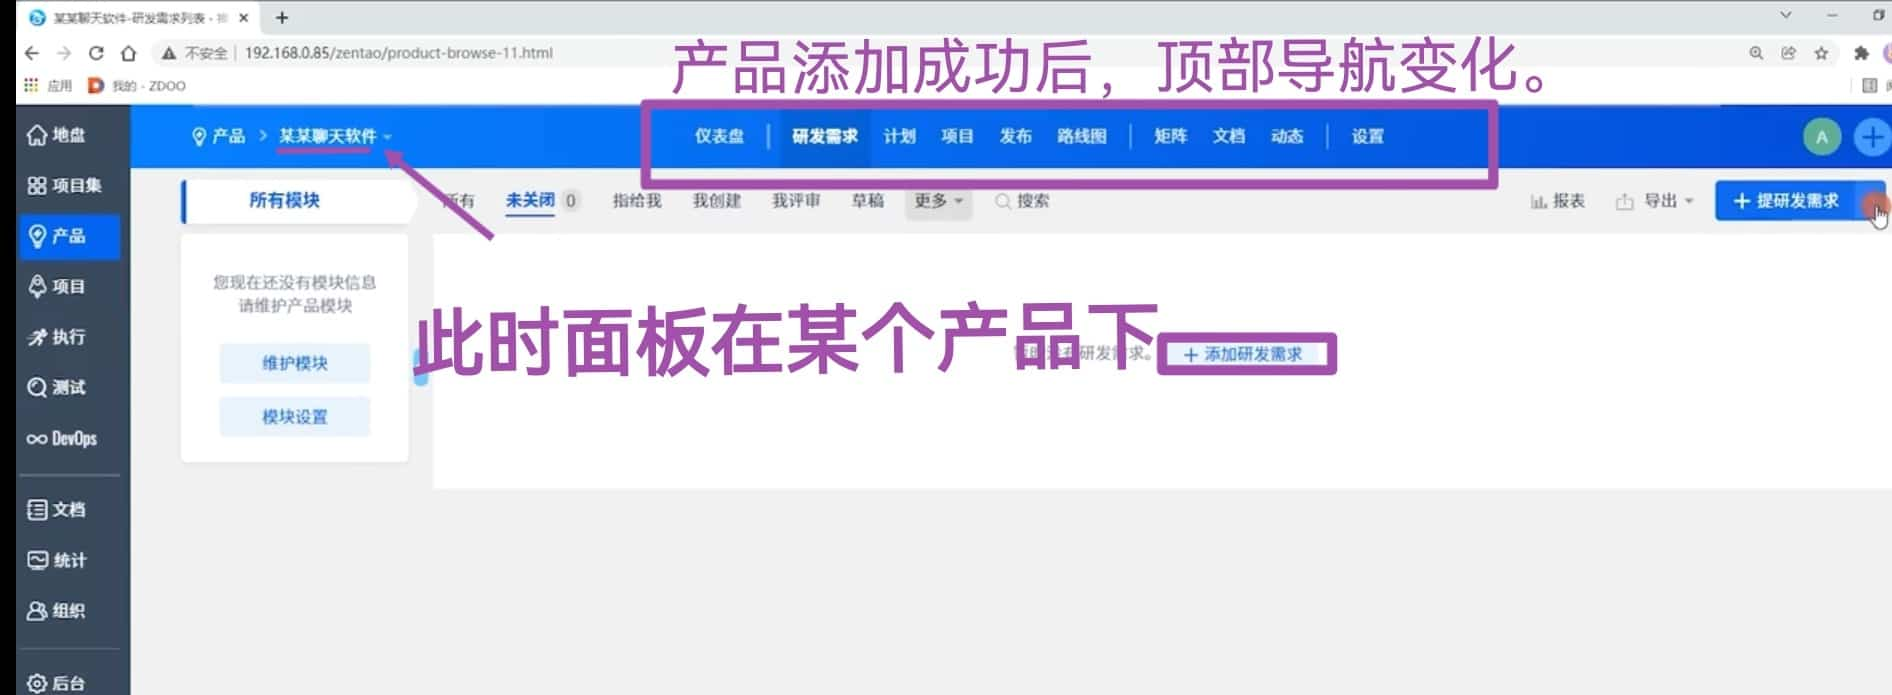 某某聊天软件-研发需求列表 -
不安全 | 192.168.0.85/zentao/product-browse-11.html
应用 我的 - ZDOO
产品添加成功后，顶部导航变化。
地盘
项目集
产品
项目
执行
测试
DevOps
文档
统计
组织
后台
产品 > 某某聊天软件
仪表盘 | 研发需求 计划 项目 发布 路线图 | 矩阵 文档 动态 | 设置
A
所有模块
所有 未关闭 0 指给我 我创建 我评审 草稿 更多 搜索
报表 导出 + 提研发需求
您现在还没有模块信息
请维护产品模块
维护模块
模块设置
此时面板在某个产品下
研发需求。 + 添加研发需求